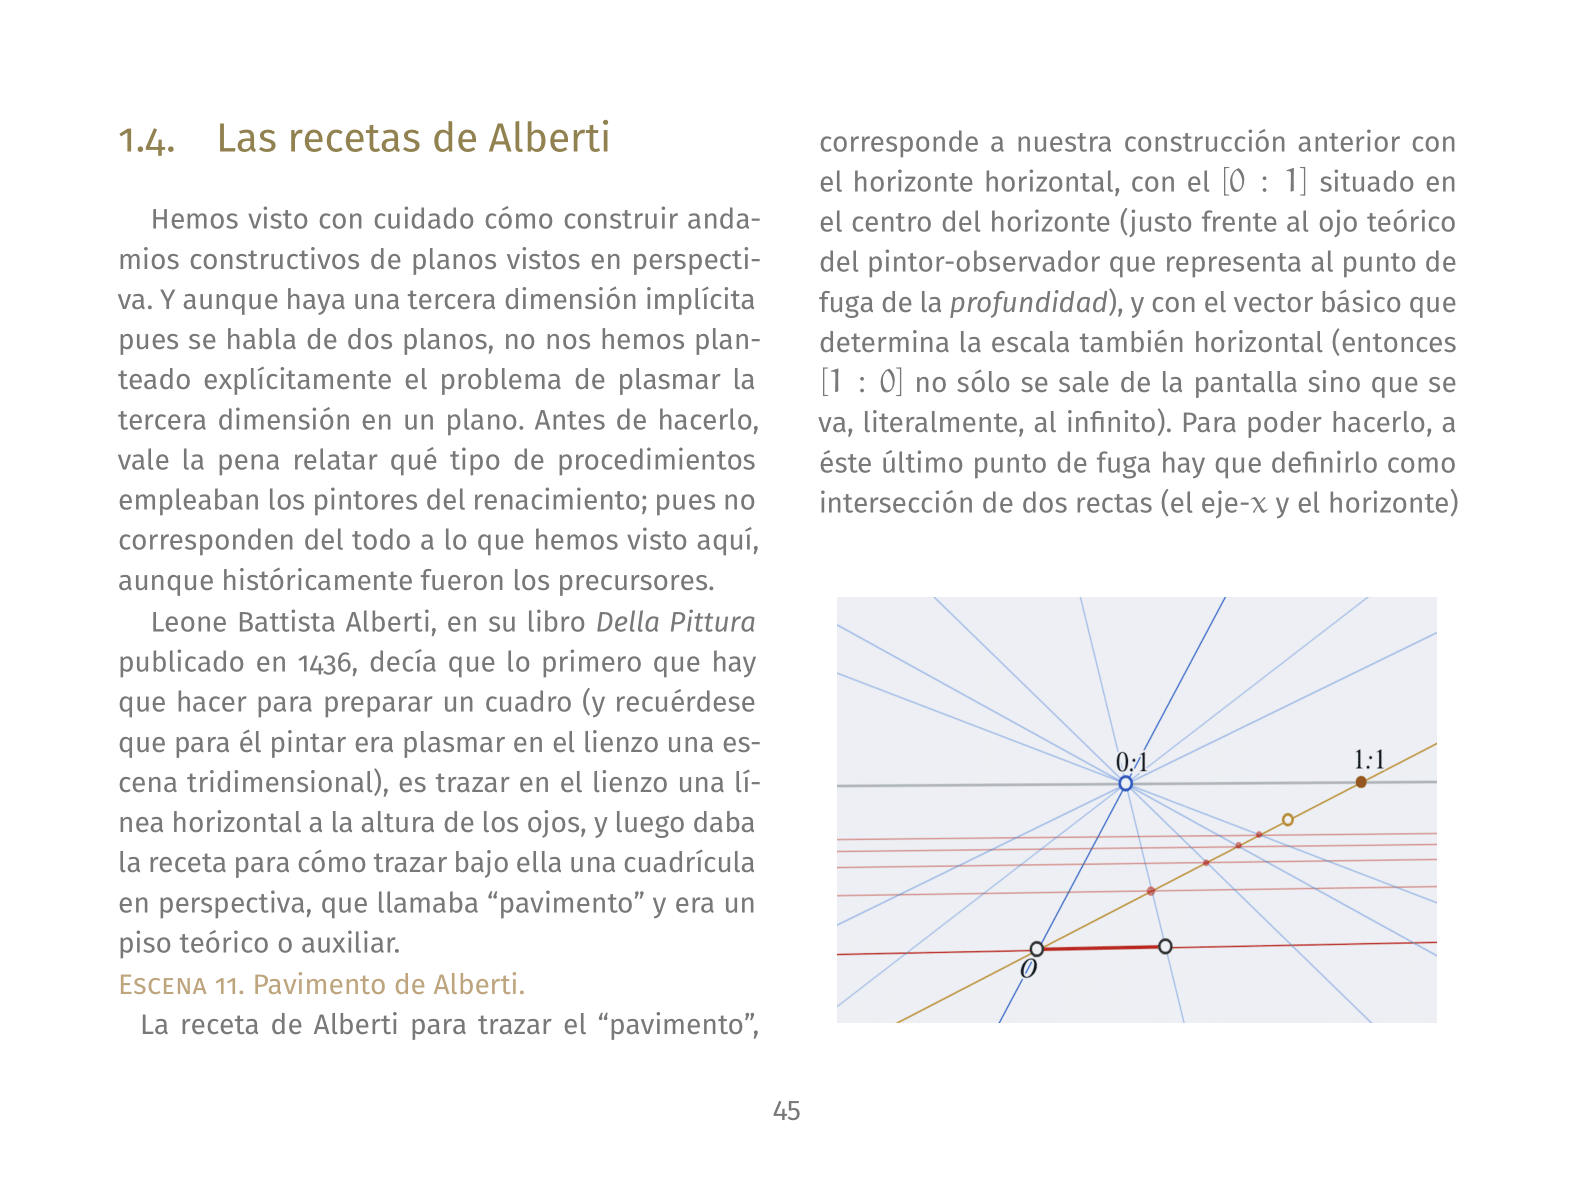 1.4. Las recetas de Alberti
Hemos visto con cuidado cómo construir anda-
mios constructivos de planos vistos en perspecti-
va. Y aunque haya una tercera dimensión implícita
pues se habla de dos planos, no nos hemos plan-
teado explícitamente el problema de plasmar la
tercera dimensión en un plano. Antes de hacerlo,
vale la pena relatar qué tipo de procedimientos
empleaban los pintores del renacimiento; pues no
corresponden del todo a lo que hemos visto aquí,
aunque históricamente fueron los precursores.
Leone Battista Alberti, en su libro Della Pittura
publicado en 1436, decía que lo primero que hay
que hacer para preparar un cuadro (y recuérdese
que para él pintar era plasmar en el lienzo una es-
cena tridimensional), es trazar en el lienzo una lí-
nea horizontal a la altura de los ojos, y luego daba
la receta para cómo trazar bajo ella una cuadrícula
en perspectiva, que llamaba “pavimento” y era un
piso teórico o auxiliar.
Escena 11. Pavimento de Alberti.
La receta de Alberti para trazar el “pavimento”,
corresponde a nuestra construcción anterior con
el horizonte horizontal, con el [0 : 1] situado en
el centro del horizonte (justo frente al ojo teórico
del pintor-observador que representa al punto de
fuga de la profundidad), y con el vector básico que
determina la escala también horizontal (entonces
[1 : 0] no sólo se sale de la pantalla sino que se
va, literalmente, al infinito). Para poder hacerlo, a
éste último punto de fuga hay que definirlo como
intersección de dos rectas (el eje-x y el horizonte)
0:1
1:1
O
45